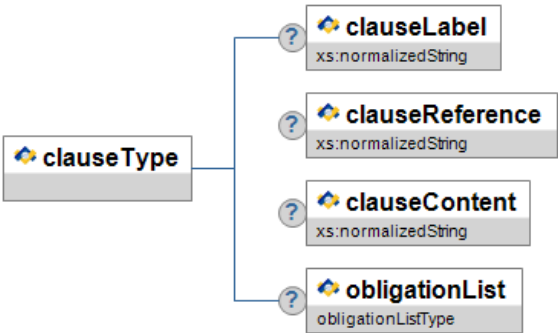 ? clauseLabel
xs:normalizedString
? clauseReference
xs:normalizedString
clauseType
? clauseContent
xs:normalizedString
? obligationList
obligationListType